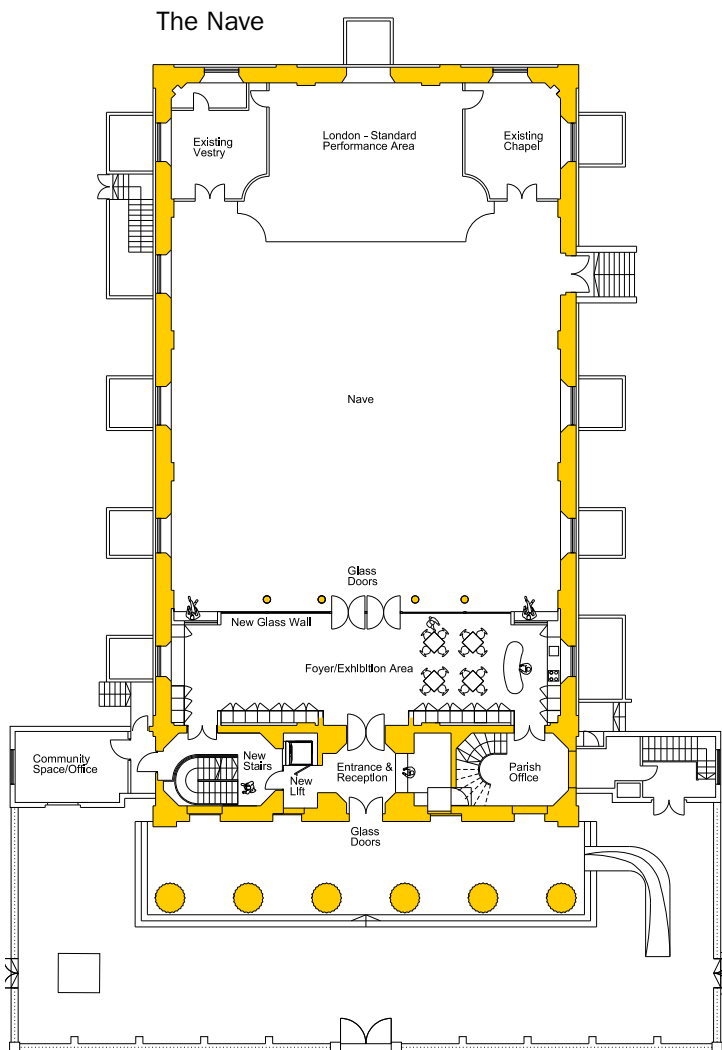 The Nave
Existing
Vestry
London - Standard
Performance Area
Existing
Chapel
Nave
Glass
Doors
New Glass Wall
Foyer/Exhibition Area
Community
Space/Office
New
Stairs
New
Lift
Entrance &
Reception
Parish
Office
Glass
Doors